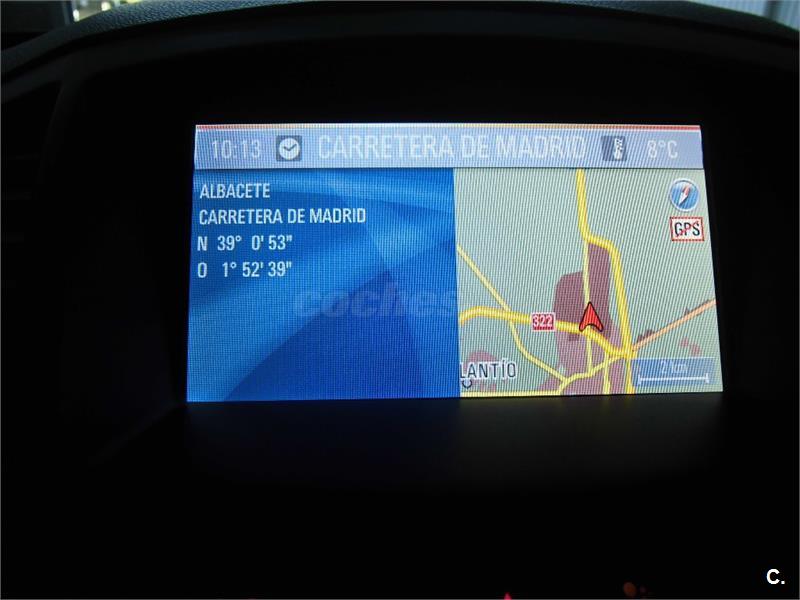 10:13 CARRETERA DE MADRID 8°C
ALBACETE
CARRETERA DE MADRID
N 39° 0' 53"
O 1° 52' 39"
GPS
coches
322
LANTÍO
2 km
C.